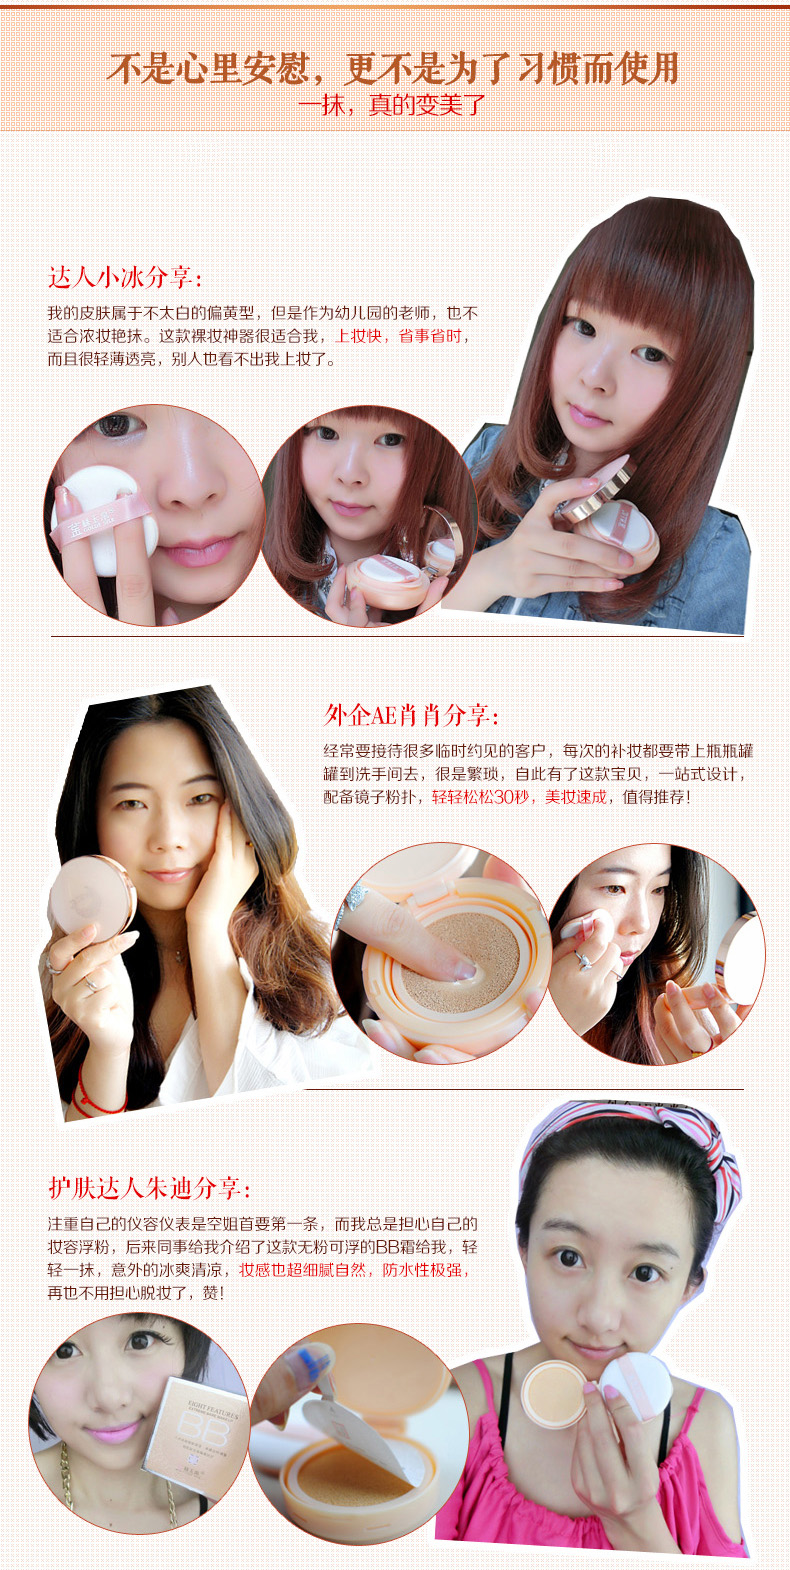 不是心里安慰，更不是为了习惯而使用
一抹，真的变美了
达人小冰分享：
我的皮肤属于不太白的偏黄型，但是作为幼儿园的老师，也不
适合浓妆艳抹。这款裸妆神器很适合我，上妆快，省事省时，
而且很轻薄透亮，别人也看不出我上妆了。
外企AE肖肖分享：
经常要接待很多临时约见的客户，每次的补妆都要带上瓶瓶罐
罐到洗手间去，很是繁琐，自此有了这款宝贝，一站式设计，
配备镜子粉扑，轻轻松松30秒，美妆速成，值得推荐！
护肤达人朱迪分享：
注重自己的仪容仪表是空姐首要第一条，而我总是担心自己的
妆容浮粉，后来同事给我介绍了这款无粉可浮的BB霜给我，轻
轻一抹，意外的冰爽清凉，妆感也超细腻自然，防水性极强，
再也不用担心脱妆了，赞！
EIGHT FEATURES
BB